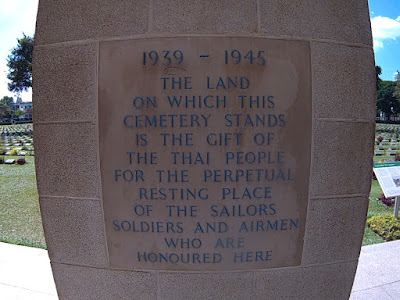 1939 – 1945
THE LAND
ON WHICH THIS
CEMETERY STANDS
IS THE GIFT OF
THE THAI PEOPLE
FOR THE PERPETUAL
RESTING PLACE
OF THE SAILORS
SOLDIERS AND AIRMEN
WHO ARE
HONOURED HERE